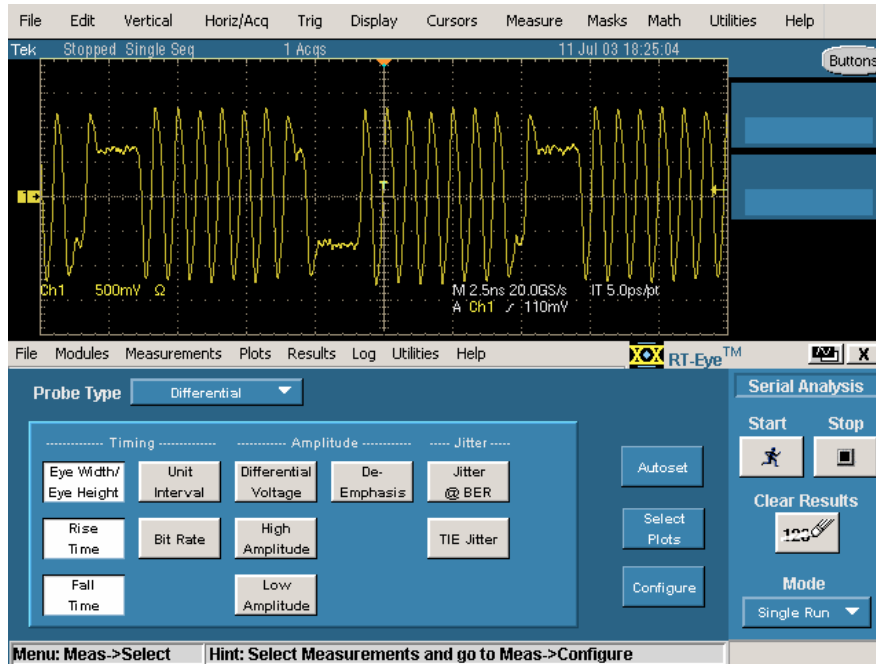 File Edit Vertical Horiz/Acq Trig Display Cursors Measure Masks Math Utilities Help
Tek Stopped Single Seq 1 Acqs 11 Jul 03 18:25:04
Buttons
T
1
Ch1 500mV Ω M 2.5ns 20.0GS/s IT 5.0ps/pt
A Ch1 / 110mV
File Modules Measurements Plots Results Log Utilities Help RT-Eye™ X
Probe Type Differential
Serial Analysis
Start Stop
Timing Amplitude Jitter
Eye Width/ Unit Differential De- Jitter
Eye Height Interval Voltage Emphasis @ BER
Autoset
Clear Results
Rise Bit Rate High TIE Jitter
Time Amplitude
Select
Plots
123
Fall Low
Time Amplitude
Configure
Mode
Single Run
Menu: Meas->Select Hint: Select Measurements and go to Meas->Configure